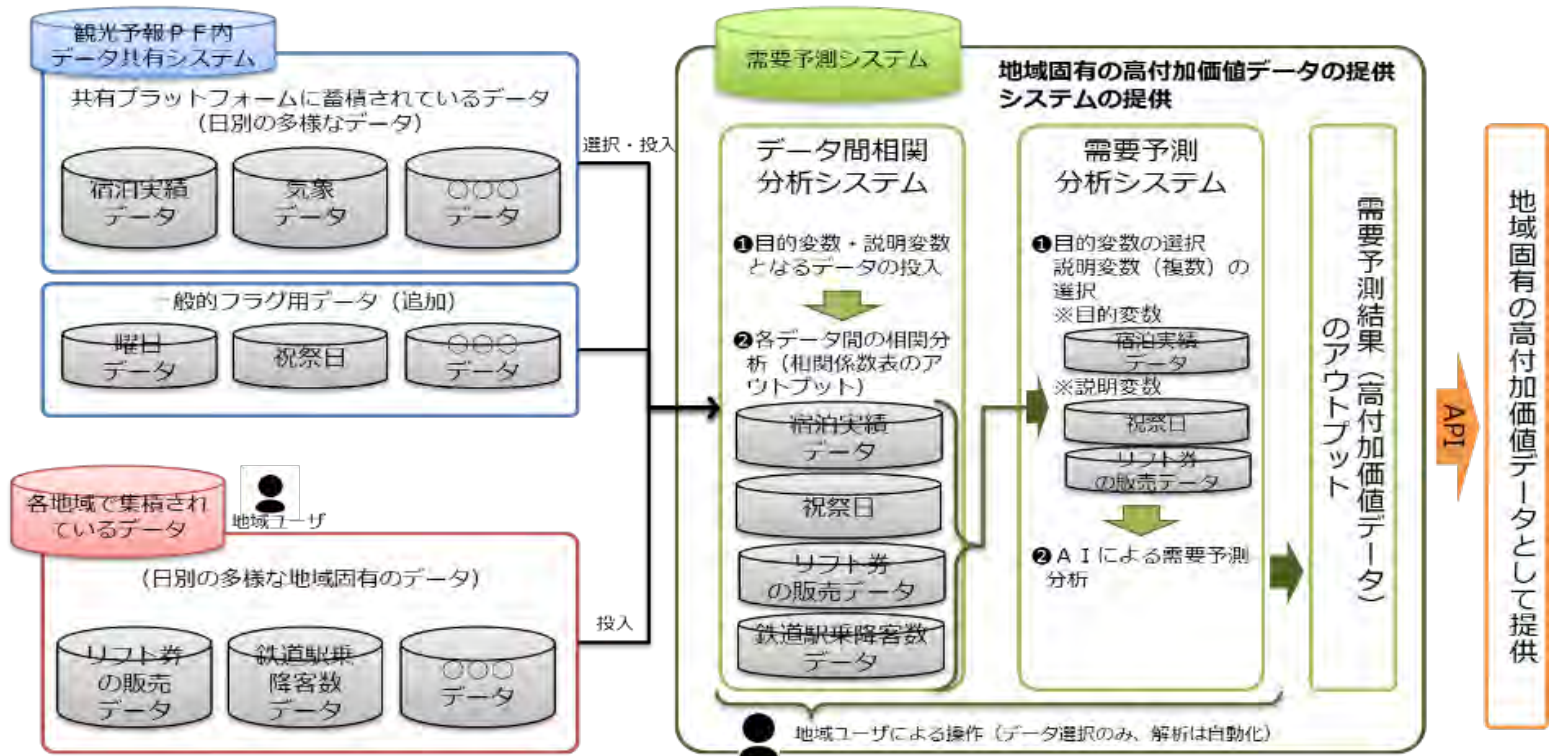 観光予報ＰＦ内
データ共有システム
共有プラットフォームに蓄積されているデータ
（日別の多様なデータ）
宿泊実績
データ
気象
データ
○○○
データ
選択・投入
一般的フラグ用データ（追加）
曜日
データ
祝祭日
○○○
データ
各地域で集積され
ているデータ
地域ユーザ
（日別の多様な地域固有のデータ）
リフト券
の販売
データ
鉄道駅乗
降客数
データ
○○○
データ
投入
需要予測システム
地域固有の高付加価値データの提供
システムの提供
データ間相関
分析システム
❶目的変数・説明変数
となるデータの投入
❷各データ間の相関分
析（相関係数表のア
ウトプット）
宿泊実績
データ
祝祭日
リフト券
の販売データ
鉄道駅乗降客数
データ
需要予測
分析システム
❶目的変数の選択
説明変数（複数）の
選択
※目的変数
宿泊実績
データ
※説明変数
祝祭日
リフト券
の販売データ
❷ＡＩによる需要予測
分析
需要予測結果（高付加価値データ）
のアウトプット
API
地域固有の高付加価値データとして提供
地域ユーザによる操作（データ選択のみ、解析は自動化）